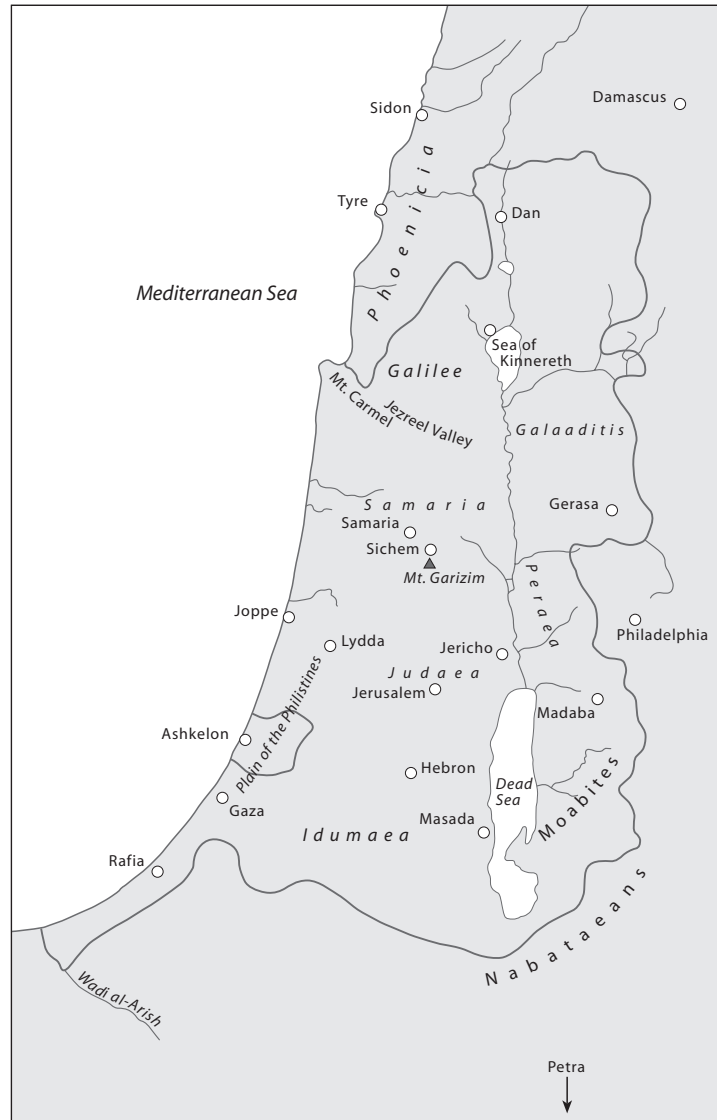 Damascus
Sidon
Phoenicia
Tyre
Dan
Mediterranean Sea
Sea of
Kinnereth
Galilee
Mt. Carmel
Jezreel Valley
Galaaditis
Samaria
Gerasa
Samaria
Sichem
Mt. Garizim
Peraea
Joppe
Philadelphia
Lydda
Jericho
Judaea
Jerusalem
Madaba
Plain of the Philistines
Ashkelon
Hebron
Dead
Sea
Moabites
Gaza
Masada
Idumaea
Rafia
Nabataeans
Wadi al-Arish
Petra